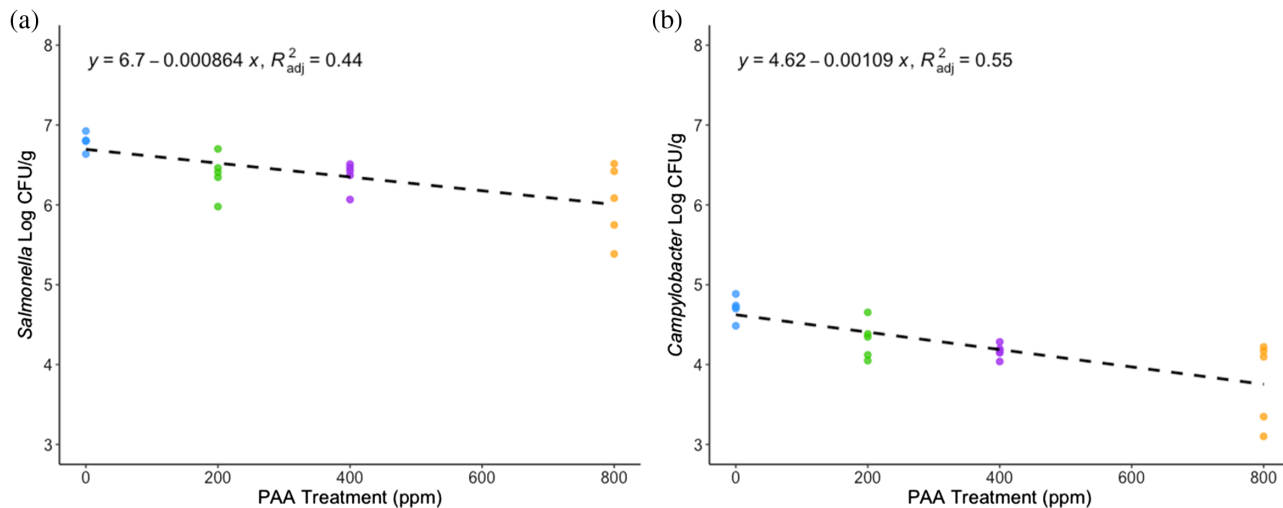 (a)
y = 6.7 – 0.000864 x, R²adj = 0.44
8
7
6
5
4
3
Salmonella Log CFU/g
0 200 400 600 800
PAA Treatment (ppm)
(b)
y = 4.62 – 0.00109 x, R²adj = 0.55
8
7
6
5
4
3
Campylobacter Log CFU/g
0 200 400 600 800
PAA Treatment (ppm)